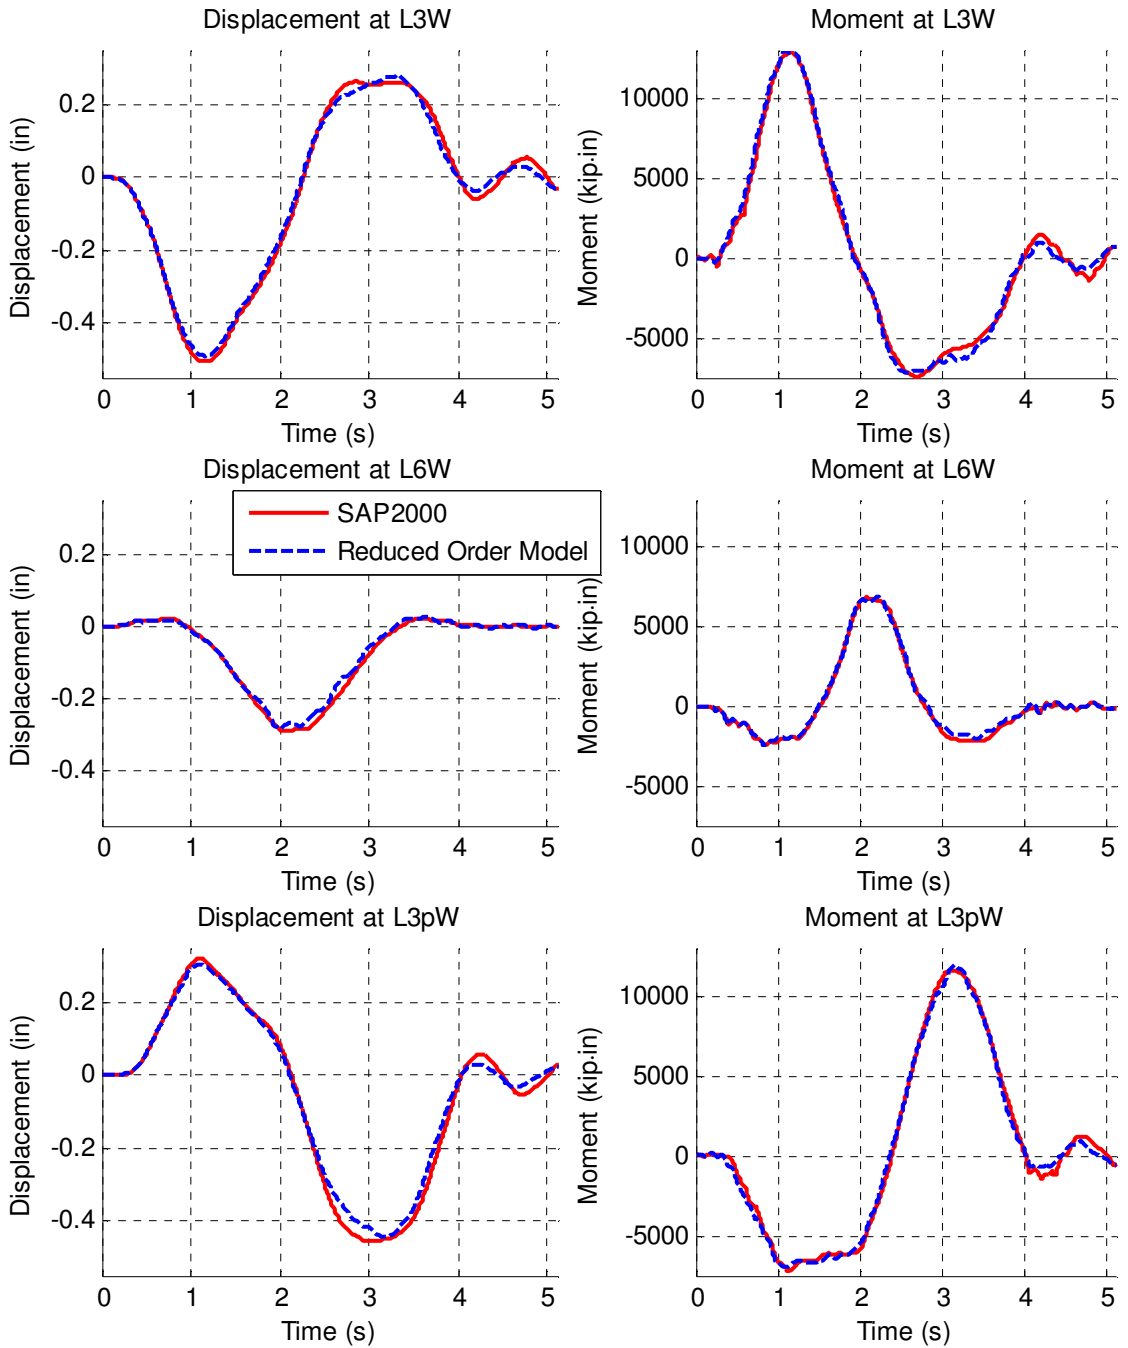 Displacement at L3W
Displacement (in)
0.2
0
-0.2
-0.4
0 1 2 3 4 5
Time (s)
Moment at L3W
Moment (kip.in)
10000
5000
0
-5000
0 1 2 3 4 5
Time (s)
Displacement at L6W
Displacement (in)
0.2
0
-0.2
-0.4
0 1 2 3 4 5
Time (s)
SAP2000
Reduced Order Model
Moment at L6W
Moment (kip.in)
10000
5000
0
-5000
0 1 2 3 4 5
Time (s)
Displacement at L3pW
Displacement (in)
0.2
0
-0.2
-0.4
0 1 2 3 4 5
Time (s)
Moment at L3pW
Moment (kip.in)
10000
5000
0
-5000
0 1 2 3 4 5
Time (s)